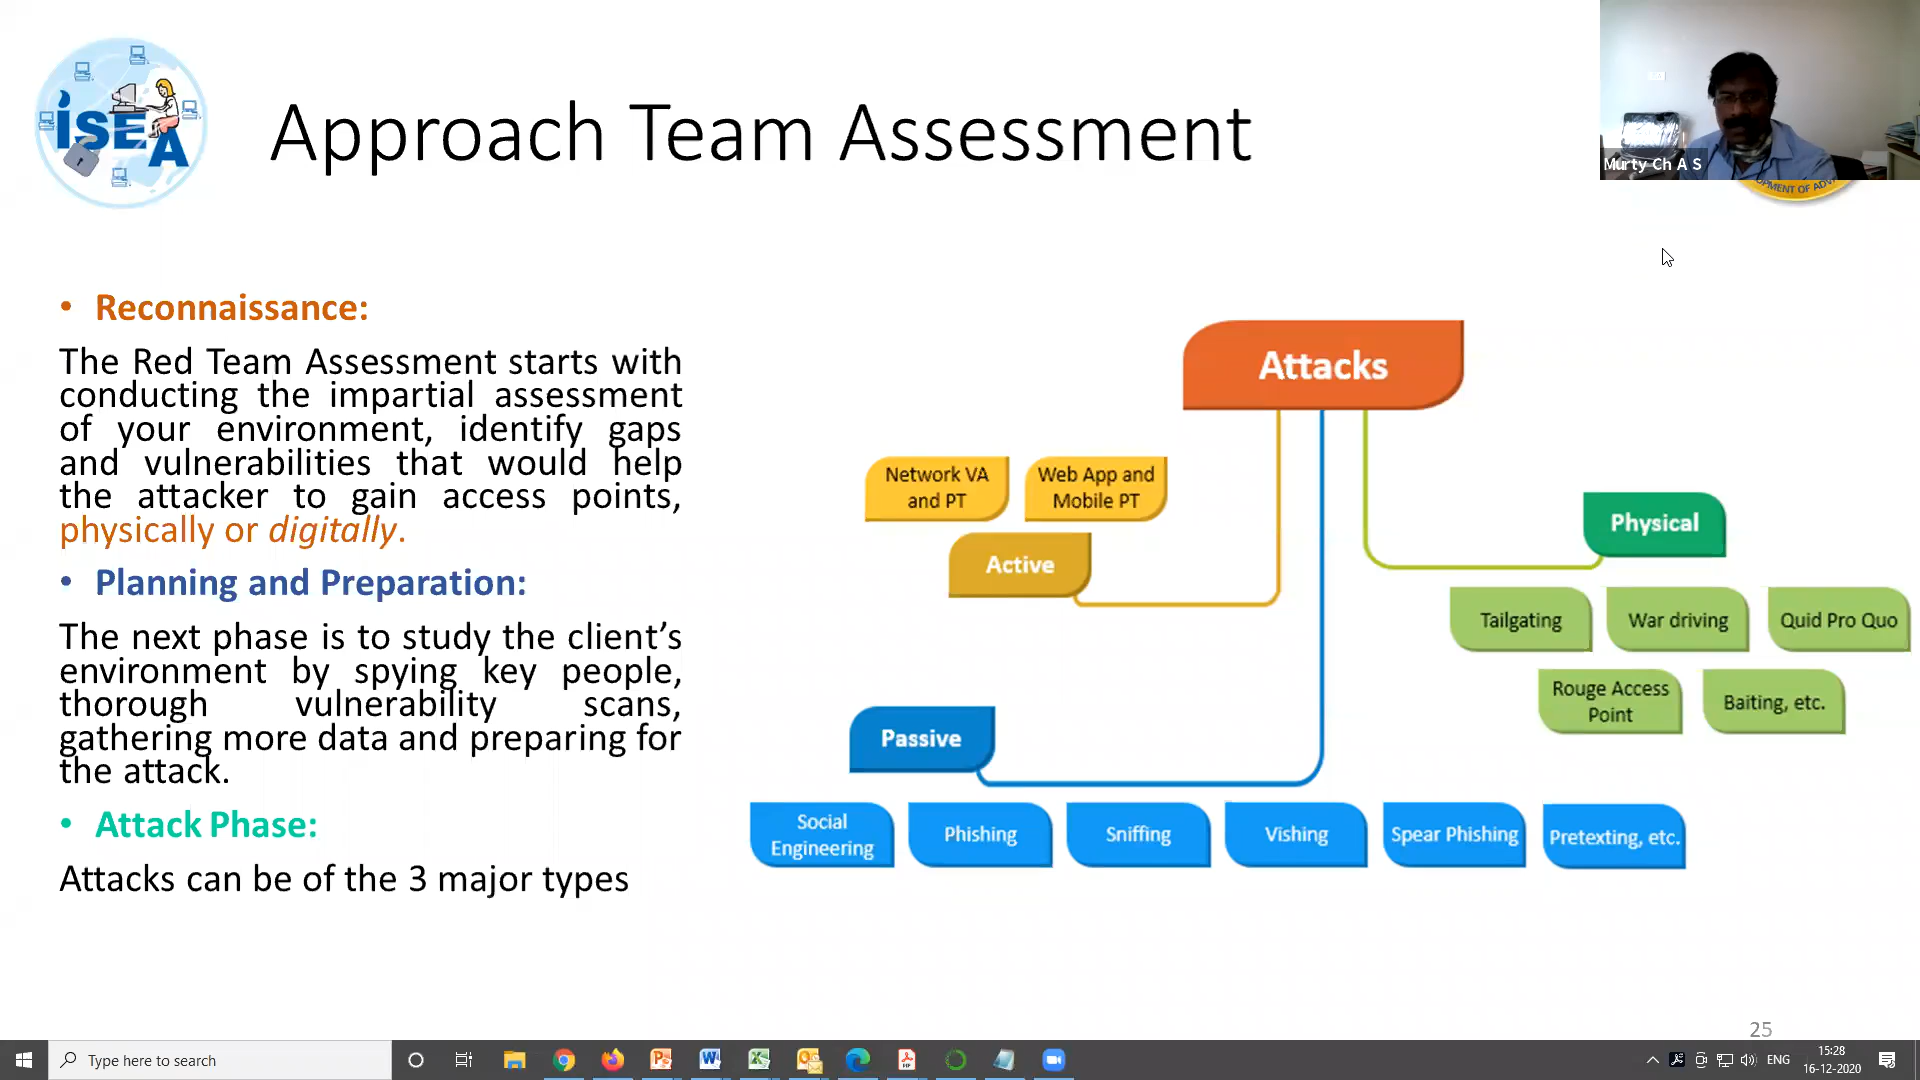 ISEA
Approach Team Assessment
Murty Ch A S
OPMENT OF ADV
• Reconnaissance:
The Red Team Assessment starts with
conducting the impartial assessment
of your environment, identify gaps
and vulnerabilities that would help
the attacker to gain access points,
physically or digitally.
• Planning and Preparation:
The next phase is to study the client's
environment by spying key people,
thorough vulnerability scans,
gathering more data and preparing for
the attack.
• Attack Phase:
Attacks can be of the 3 major types
Attacks
Network VA
and PT
Web App and
Mobile PT
Active
Physical
Tailgating
War driving
Quid Pro Quo
Rouge Access
Point
Baiting, etc.
Passive
Social
Engineering
Phishing
Sniffing
Vishing
Spear Phishing
Pretexting, etc.
25
Type here to search
ENG
15:28
16-12-2020